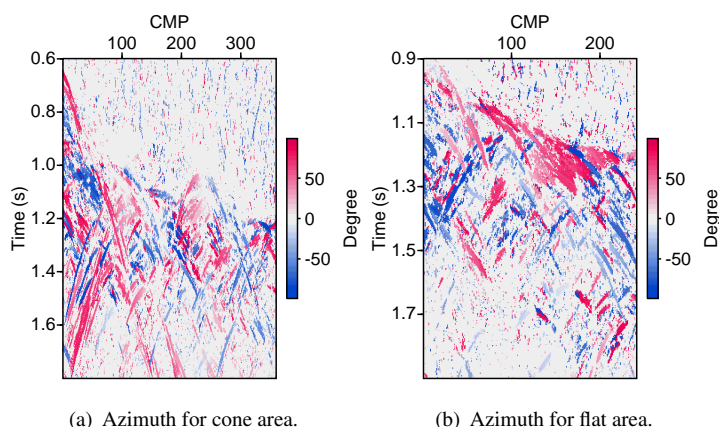 CMP
100 200 300
0.6
0.8
1.0
1.2
1.4
1.6
Time (s)
50
0
-50
Degree
(a) Azimuth for cone area.
CMP
100 200
0.9
1.1
1.3
1.5
1.7
Time (s)
50
0
-50
Degree
(b) Azimuth for flat area.